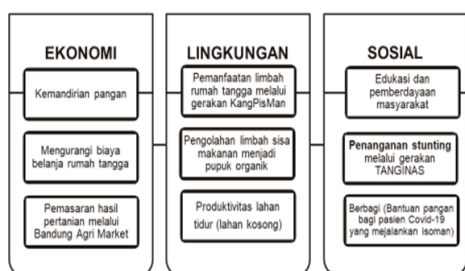 EKONOMI
Kemandirian pangan
Mengurangi biaya
belanja rumah tangga
Pemasaran hasil
pertanian melalui
Bandung Agri Market
LINGKUNGAN
Pemanfaatan limbah
rumah tangga melalui
gerakan KangPisMan
Pengolahan limbah sisa
makanan menjadi
pupuk organik
Produktivitas lahan
tidur (lahan kosong)
SOSIAL
Edukasi dan
pemberdayaan
masyarakat
Penanganan stunting
melalui gerakan
TANGINAS
Berbagi (Bantuan pangan
bagi pasien Covid-19
yang mejalankan Isoman)